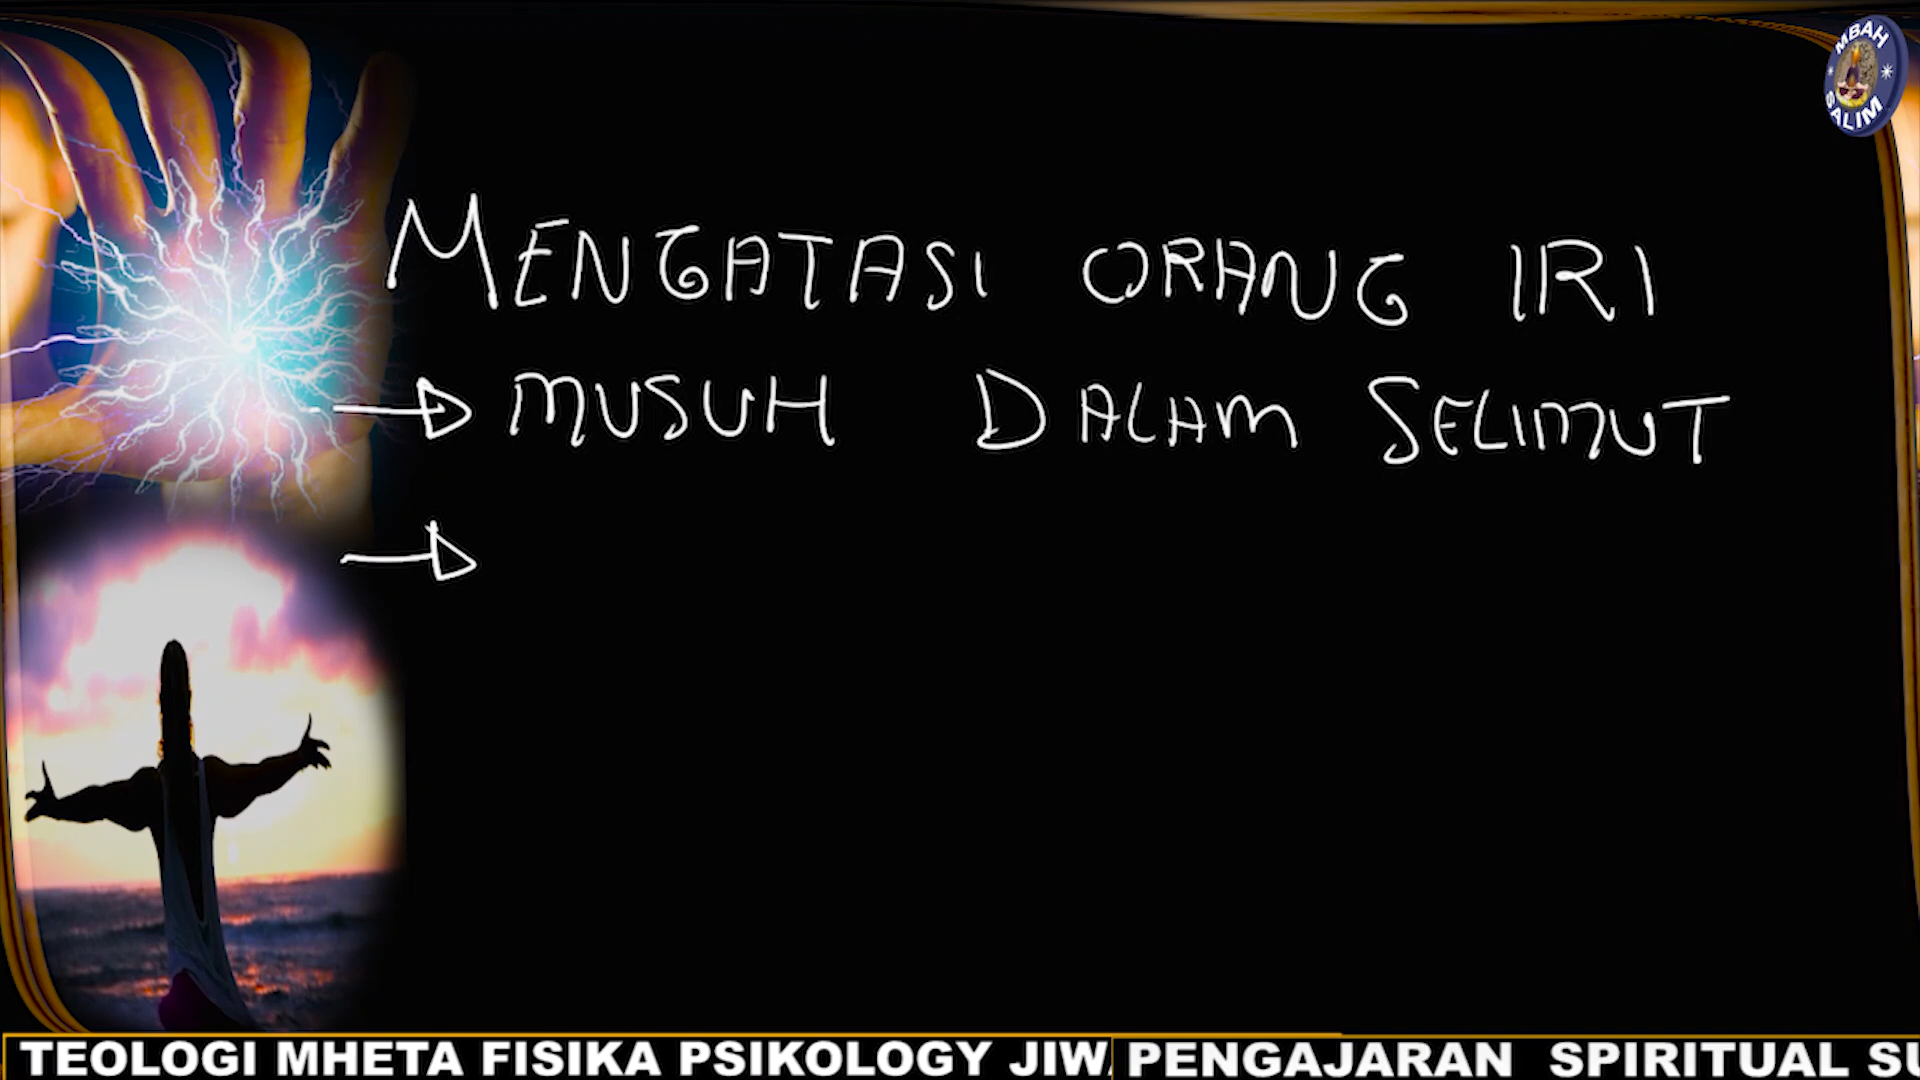 MBAH
SALIM
MENGATASI ORANG IRI
MUSUH DALAM SELIMUT
TEOLOGI MHETA FISIKA PSIKOLOGY JIW
PENGAJARAN SPIRITUAL SU